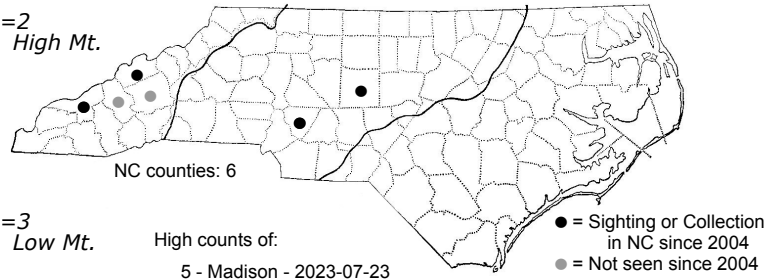 =2
High Mt.
NC counties: 6
=3
Low Mt.
High counts of:
5 - Madison - 2023-07-23
● = Sighting or Collection
in NC since 2004
● = Not seen since 2004